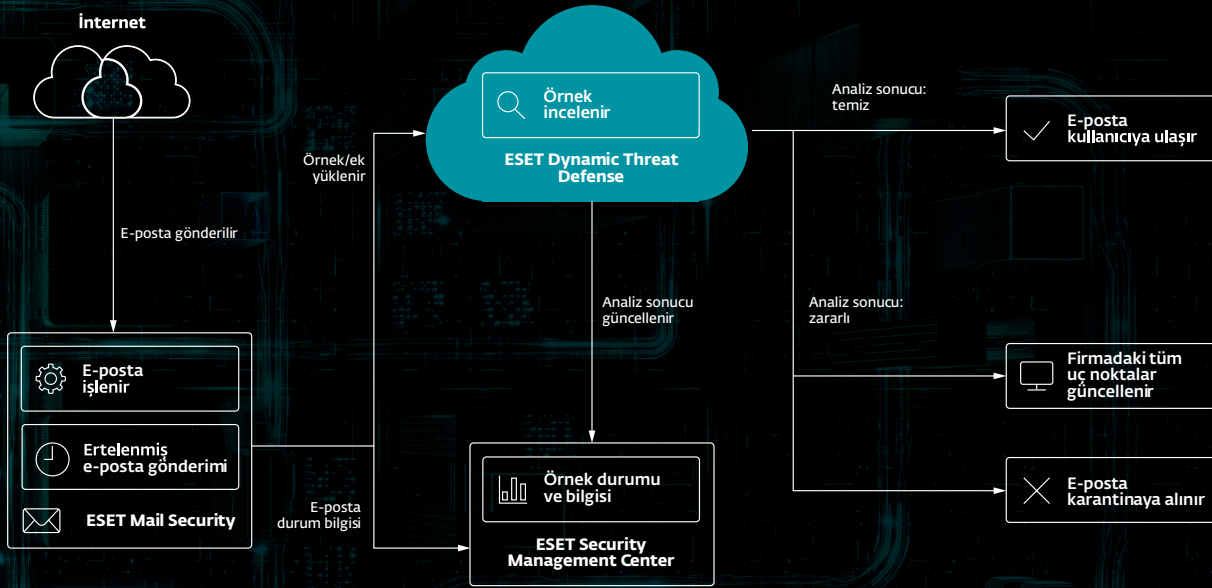 İnternet
E-posta gönderilir
E-posta
işlenir
Ertelenmiş
e-posta gönderimi
ESET Mail Security
Örnek/ek
yüklenir
E-posta
durum bilgisi
Örnek
incelenir
ESET Dynamic Threat
Defense
Analiz sonucu
güncellenir
Örnek durumu
ve bilgisi
ESET Security
Management Center
Analiz sonucu:
temiz
E-posta
kullanıcıya ulaşır
Analiz sonucu:
zararlı
Firmadaki tüm
uç noktalar
güncellenir
E-posta
karantinaya alınır